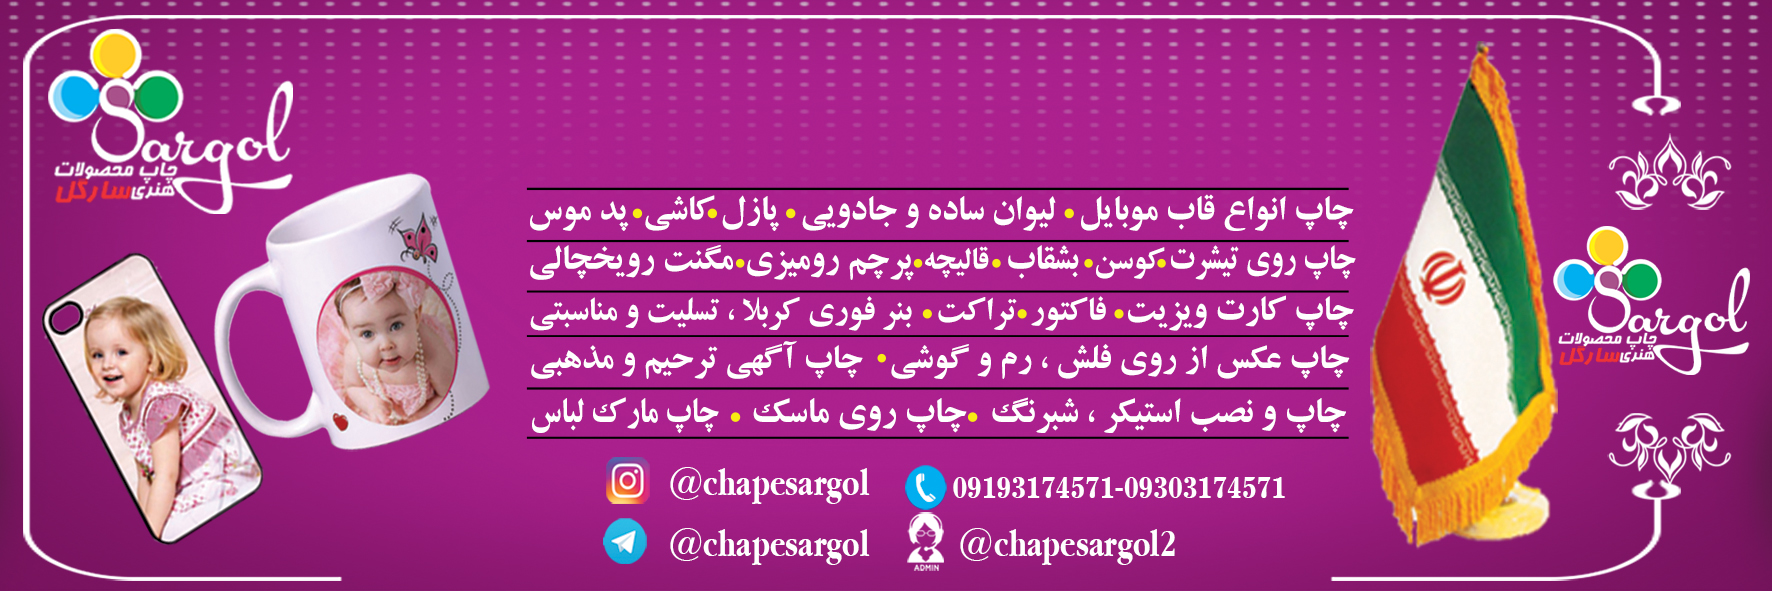 Sargol
چاپ محصولات
هنری سارگل
چاپ انواع قاب موبایل • لیوان ساده و جادویی • پازل • کاشی • پد موس
چاپ روی تیشرت • کوسن • بشقاب • قالیچه • پرچم رومیزی • مگنت رویخچالی
چاپ کارت ویزیت • فاکتور • تراکت • بنر فوری کربلا ، تسلیت و مناسبتی
چاپ عکس از روی فلش ، رم و گوشی • چاپ آگهی ترحیم و مذهبی
چاپ و نصب استیکر ، شبرنگ • چاپ روی ماسک • چاپ مارک لباس
@chapesargol
09193174571-09303174571
@chapesargol
ADMIN
@chapesargol2
Sargol
چاپ محصولات
هنری سارگل